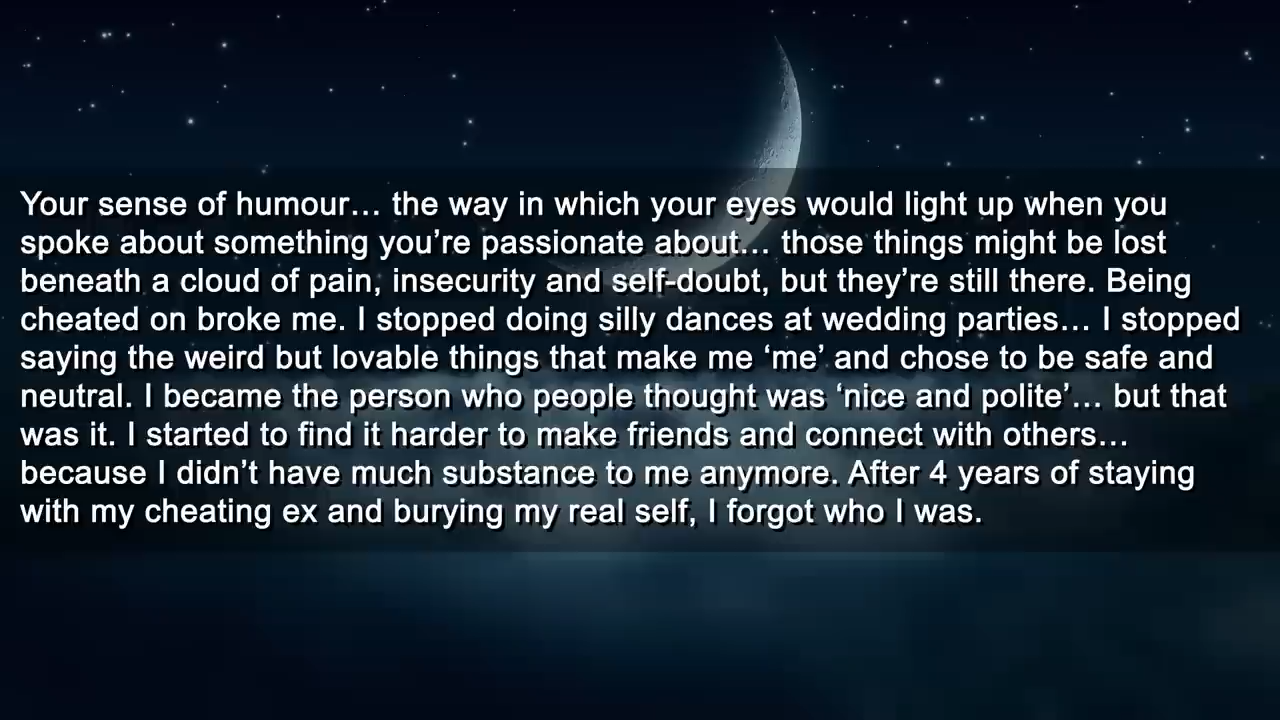 Your sense of humour… the way in which your eyes would light up when you
spoke about something you’re passionate about… those things might be lost
beneath a cloud of pain, insecurity and self-doubt, but they’re still there. Being
cheated on broke me. I stopped doing silly dances at wedding parties… I stopped
saying the weird but lovable things that make me ‘me’ and chose to be safe and
neutral. I became the person who people thought was ‘nice and polite’… but that
was it. I started to find it harder to make friends and connect with others…
because I didn’t have much substance to me anymore. After 4 years of staying
with my cheating ex and burying my real self, I forgot who I was.